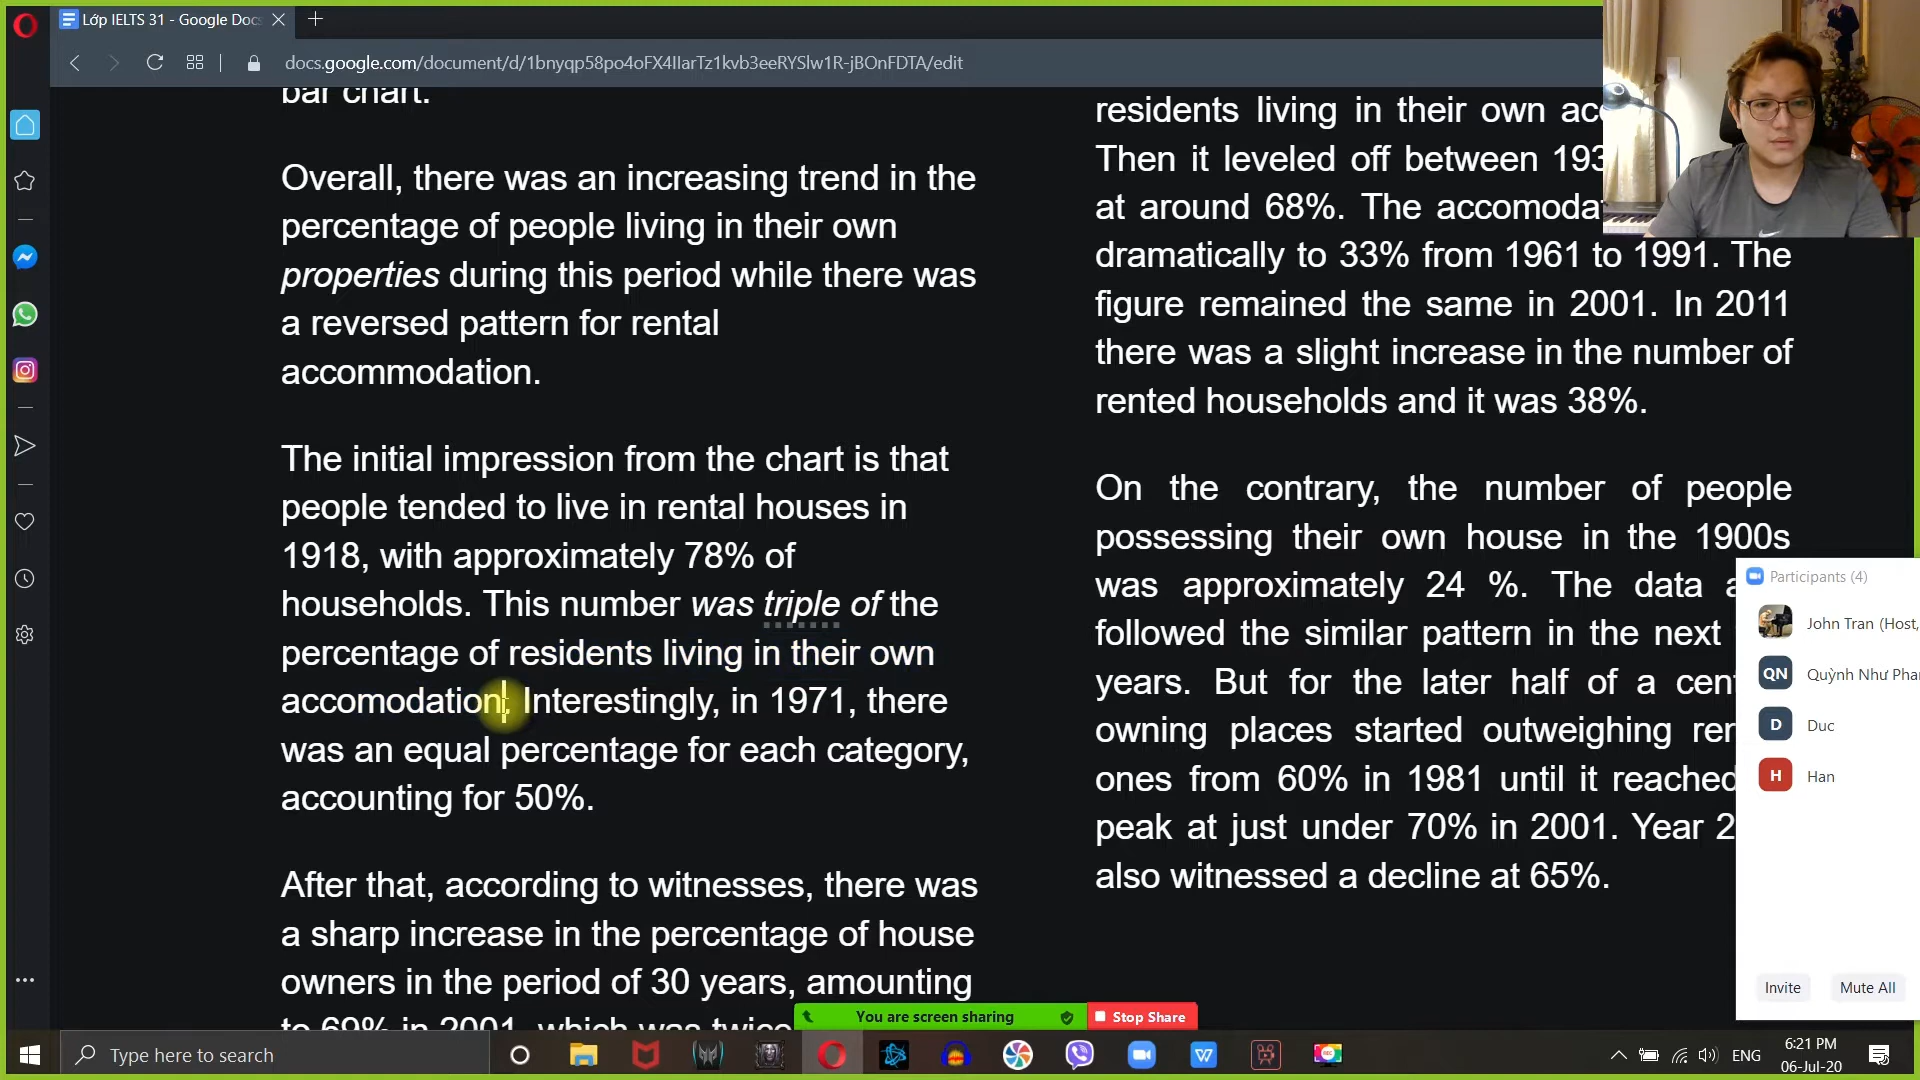 Lớp IELTS 31 - Google Doc
docs.google.com/document/d/1bnyqp58po4oFX4IlarTz1kvb3eeRYSlw1R-jBOnFDTA/edit
bar chart.
Overall, there was an increasing trend in the
percentage of people living in their own
properties during this period while there was
a reversed pattern for rental
accommodation.
The initial impression from the chart is that
people tended to live in rental houses in
1918, with approximately 78% of
households. This number was triple of the
percentage of residents living in their own
accomodation. Interestingly, in 1971, there
was an equal percentage for each category,
accounting for 50%.
After that, according to witnesses, there was
a sharp increase in the percentage of house
owners in the period of 30 years, amounting
to 69% in 2001, which was twice
residents living in their own
Then it leveled off between
at around 68%. The
dramatically to 33% from 1961 to 1991. The
figure remained the same in 2001. In 2011
there was a slight increase in the number of
rented households and it was 38%.
On the contrary, the number of people
possessing their own house in the 1900s
was approximately 24 %. The data
followed the similar pattern in the next
years. But for the later half of a
owning places started outweighing
ones from 60% in 1981 until it reached
peak at just under 70% in 2001. Year
also witnessed a decline at 65%.
Participants (4)
John Tran (Host,
QN Quỳnh Như Pha
D Duc
H Han
Invite Mute All
You are screen sharing Stop Share
Type here to search
ENG
6:21 PM
06-Jul-20